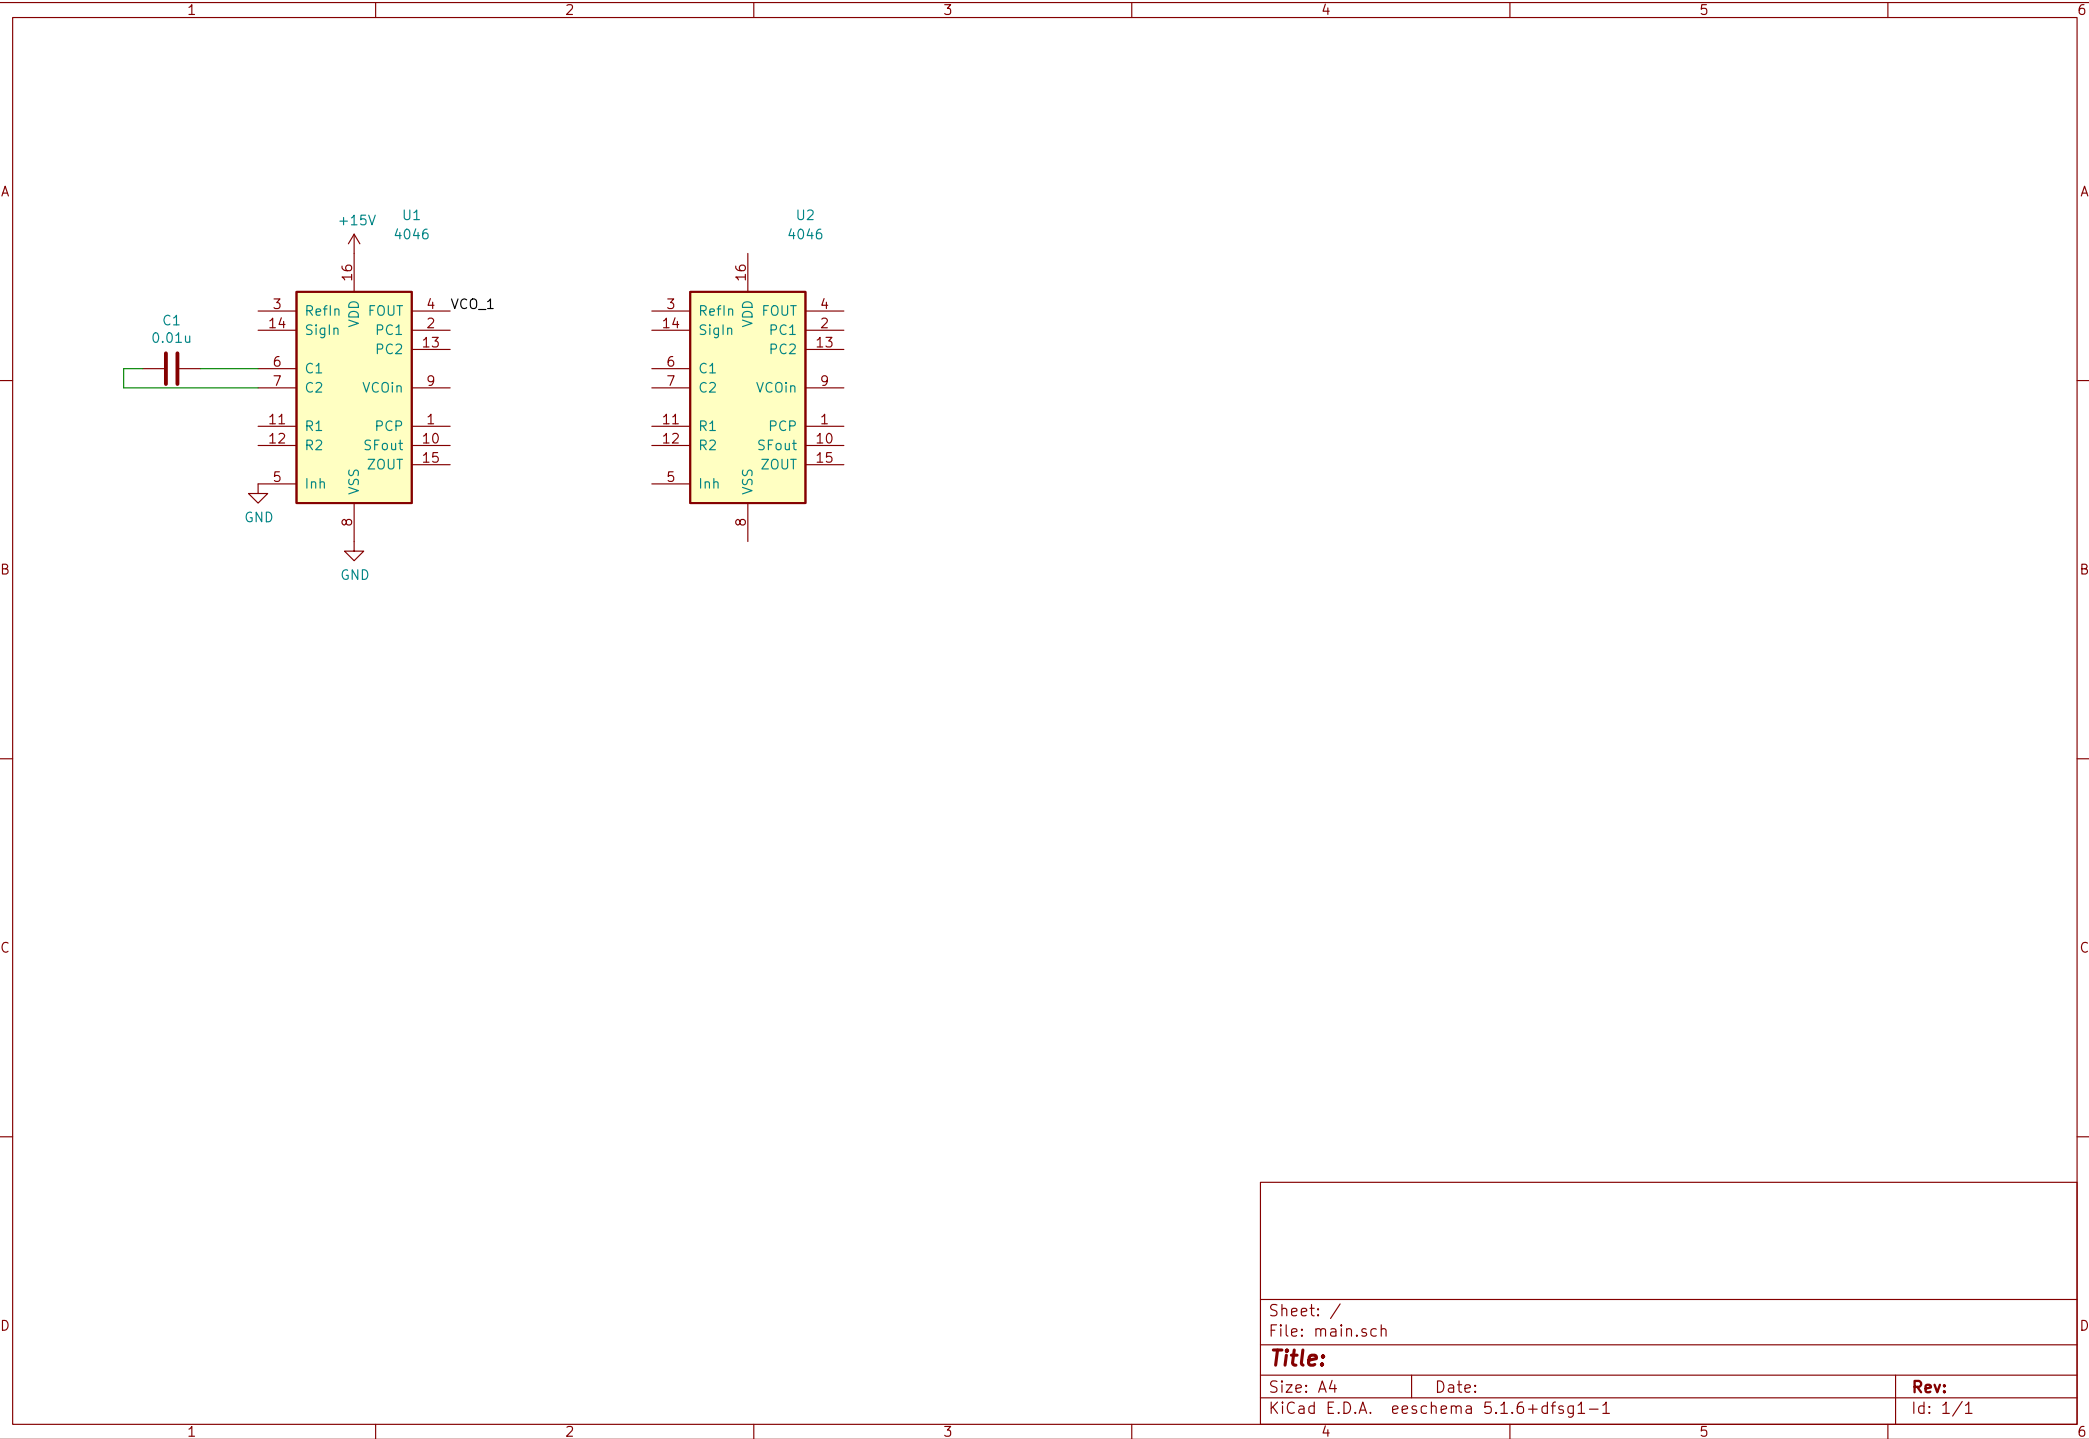 1 2 3 4 5 6
A A
+15V U1 U2
4046 4046
16 16
3 RefIn VDD FOUT 4 VCO_1 3 RefIn VDD FOUT 4
C1 14 SigIn PC1 2 14 SigIn PC1 2
0.01u PC2 13 PC2 13
6 C1 6 C1
7 C2 VCOin 9 7 C2 VCOin 9
11 R1 PCP 1 11 R1 PCP 1
12 R2 SFout 10 12 R2 SFout 10
ZOUT 15 ZOUT 15
5 Inh VSS 5 Inh VSS
GND 8 8
GND
B B
C C
Sheet: /
File: main.sch
D D
Title:
Size: A4 Date: Rev:
KiCad E.D.A. eeschema 5.1.6+dfsg1-1 Id: 1/1
1 2 3 4 5 6